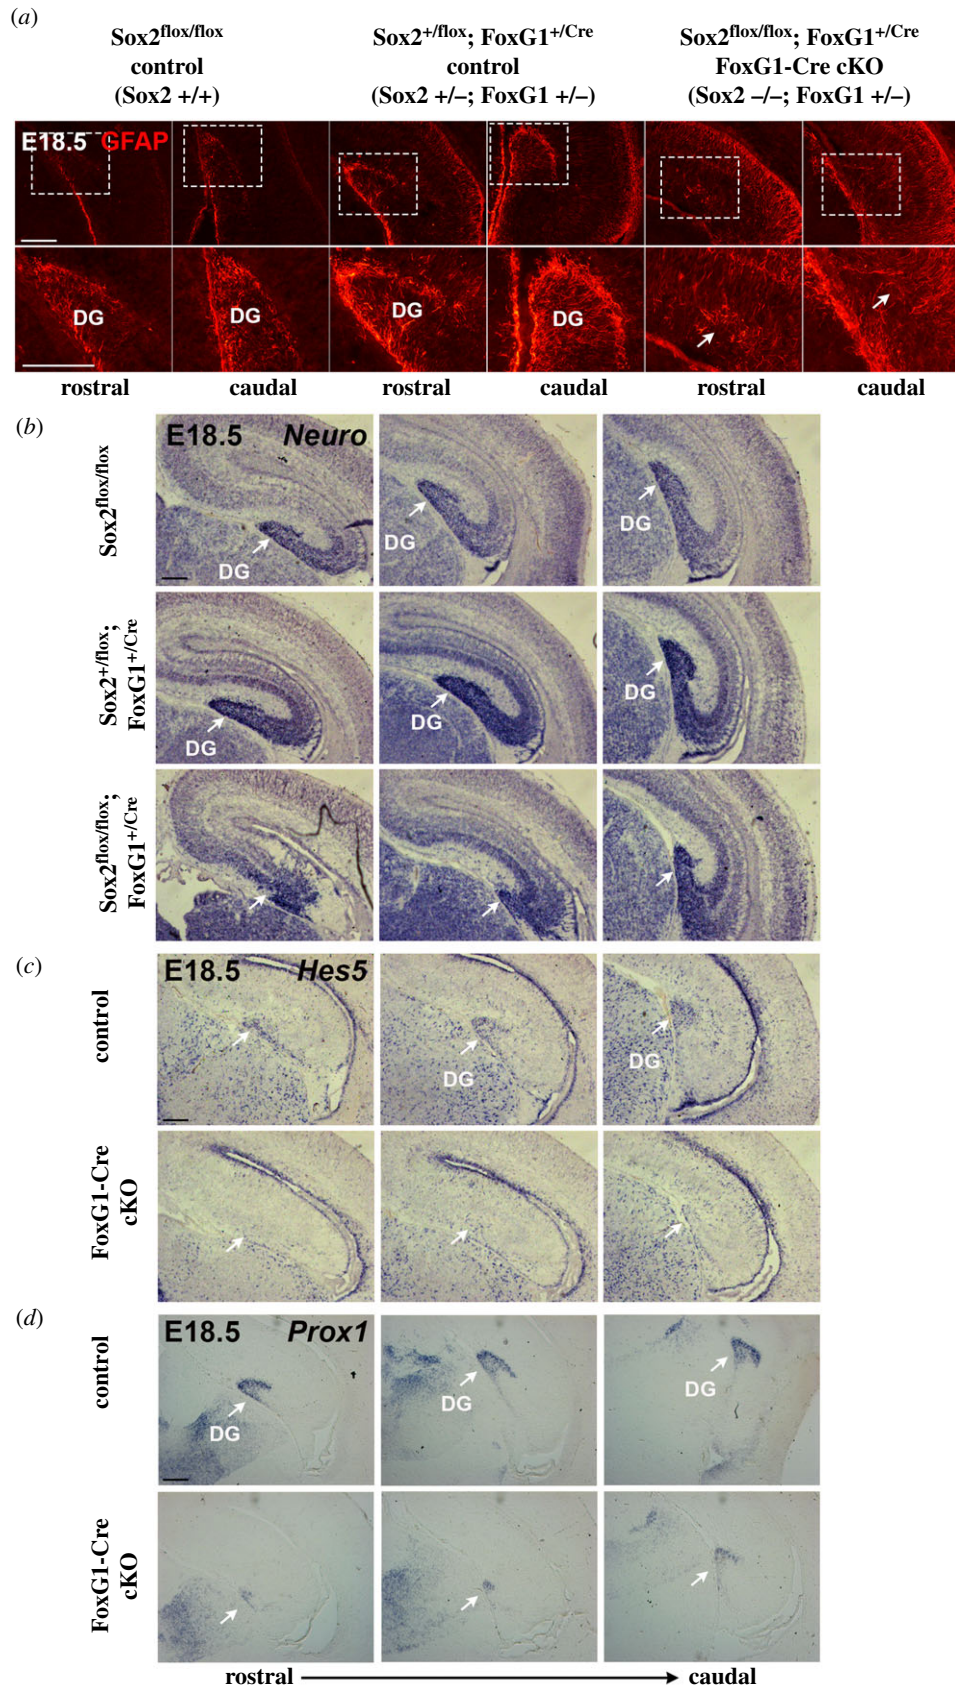 (a)
Sox2flox/flox
control
(Sox2 +/+)
Sox2+/flox; FoxG1+/Cre
control
(Sox2 +/–; FoxG1 +/–)
Sox2flox/flox; FoxG1+/Cre
FoxG1-Cre cKO
(Sox2 –/–; FoxG1 +/–)
E18.5 GFAP
DG DG DG DG
rostral caudal rostral caudal rostral caudal
(b)
Sox2flox/flox
E18.5 Neuro
DG DG DG
Sox2+/flox;
FoxG1+/Cre
DG DG DG
Sox2flox/flox;
FoxG1+/Cre
(c)
control
E18.5 Hes5
DG DG
FoxG1-Cre
cKO
(d)
control
E18.5 Prox1
DG DG DG
FoxG1-Cre
cKO
rostral caudal